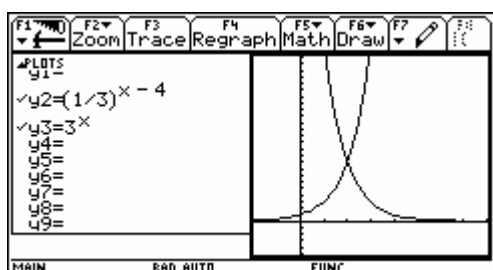 F1 F2 F3 F4 F5 F6 F7
Zoom Trace Regraph Math Draw
PLOTS
y1=
✓y2=(1/3)^x - 4
✓y3=3^x
y4=
y5=
y6=
y7=
y8=
y9=
MAIN RAD AUTO FUNC